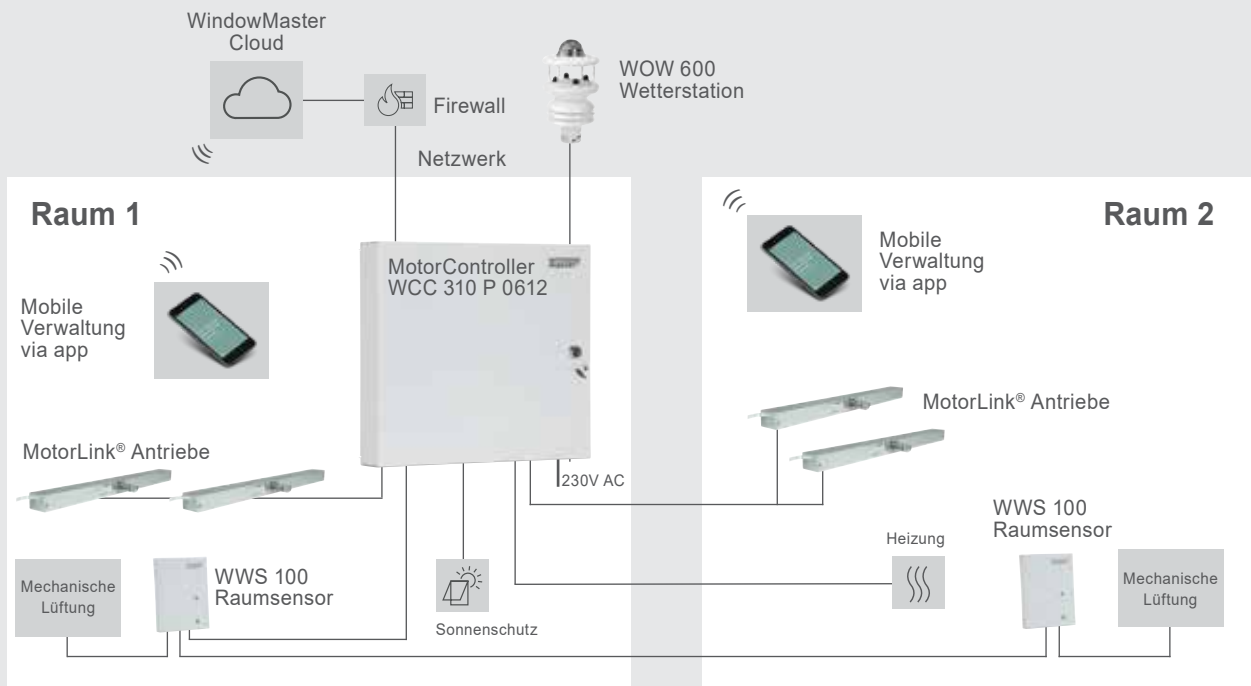 WindowMaster
Cloud
Firewall
WOW 600
Wetterstation
Netzwerk
Raum 1
Raum 2
MotorController
WCC 310 P 0612
Mobile
Verwaltung
via app
Mobile
Verwaltung
via app
MotorLink® Antriebe
MotorLink® Antriebe
230V AC
WWS 100
Raumsensor
Heizung
Mechanische
Lüftung
WWS 100
Raumsensor
Sonnenschutz
Mechanische
Lüftung